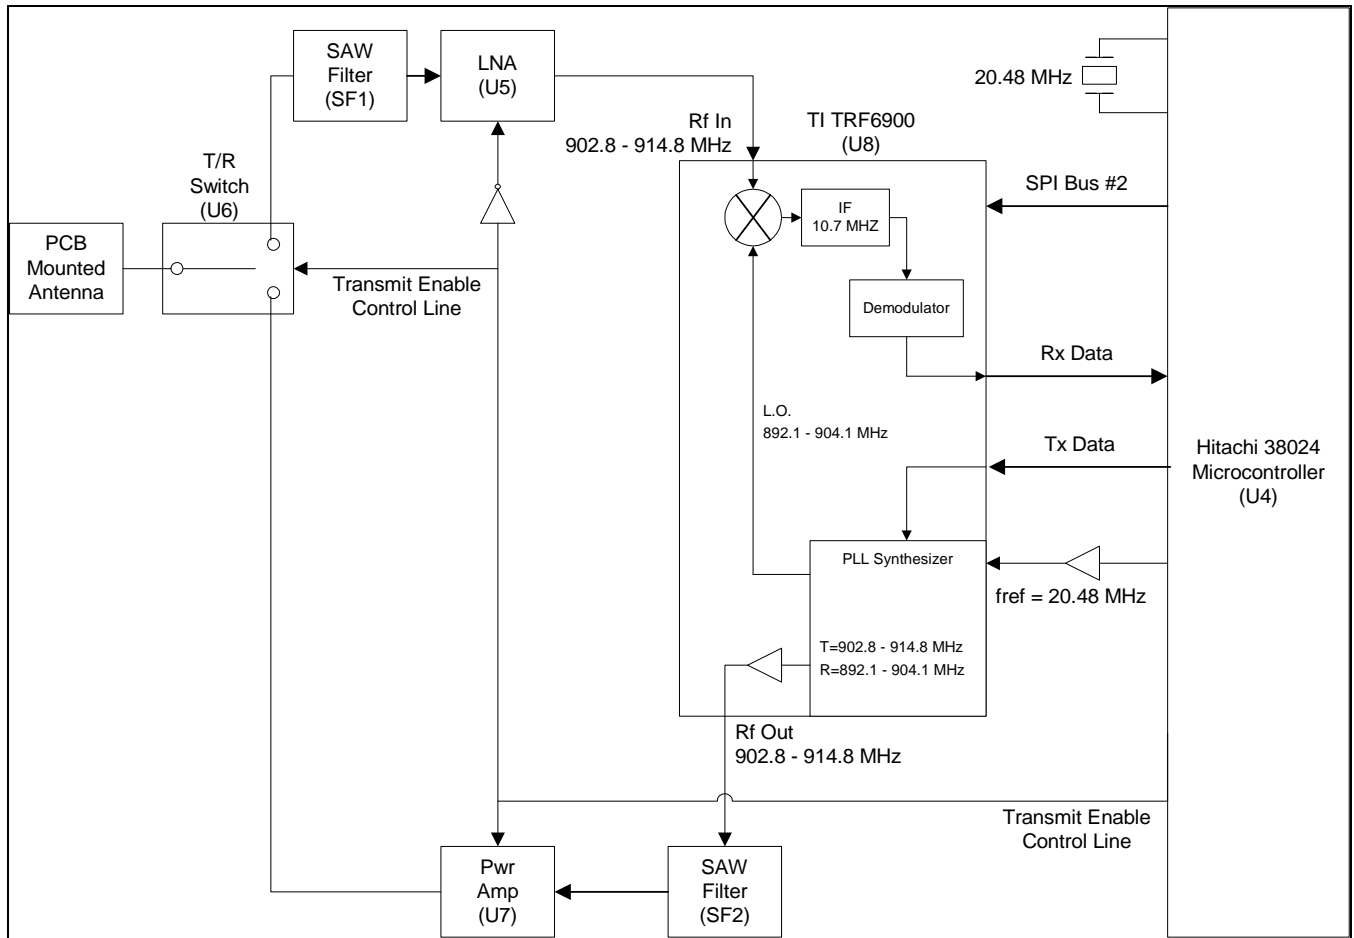 SAW
Filter
(SF1)
LNA
(U5)
20.48 MHz
Rf In
902.8 - 914.8 MHz
TI TRF6900
(U8)
T/R
Switch
(U6)
SPI Bus #2
IF
10.7 MHZ
PCB
Mounted
Antenna
Transmit Enable
Control Line
Demodulator
Rx Data
L.O.
892.1 - 904.1 MHz
Tx Data
Hitachi 38024
Microcontroller
(U4)
PLL Synthesizer
fref = 20.48 MHz
T=902.8 - 914.8 MHz
R=892.1 - 904.1 MHz
Rf Out
902.8 - 914.8 MHz
Transmit Enable
Control Line
Pwr
Amp
(U7)
SAW
Filter
(SF2)